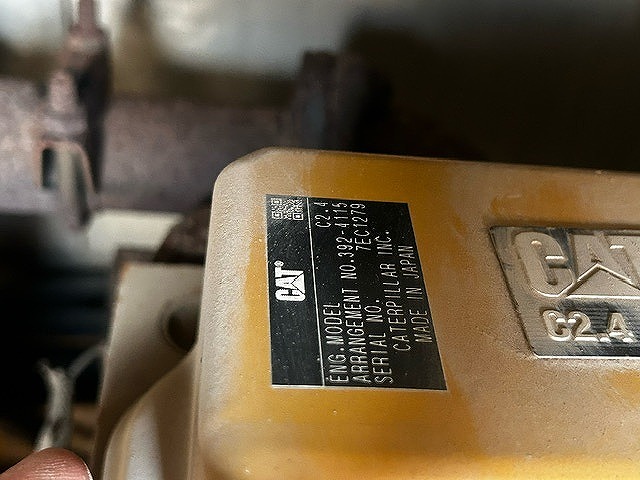 CAT®
ENG.MODEL C2.4
ARRANGEMENT NO.392-4115
SERIAL NO. 7EC1279
CATERPILLAR INC.
MADE IN JAPAN
CAT
C2.4